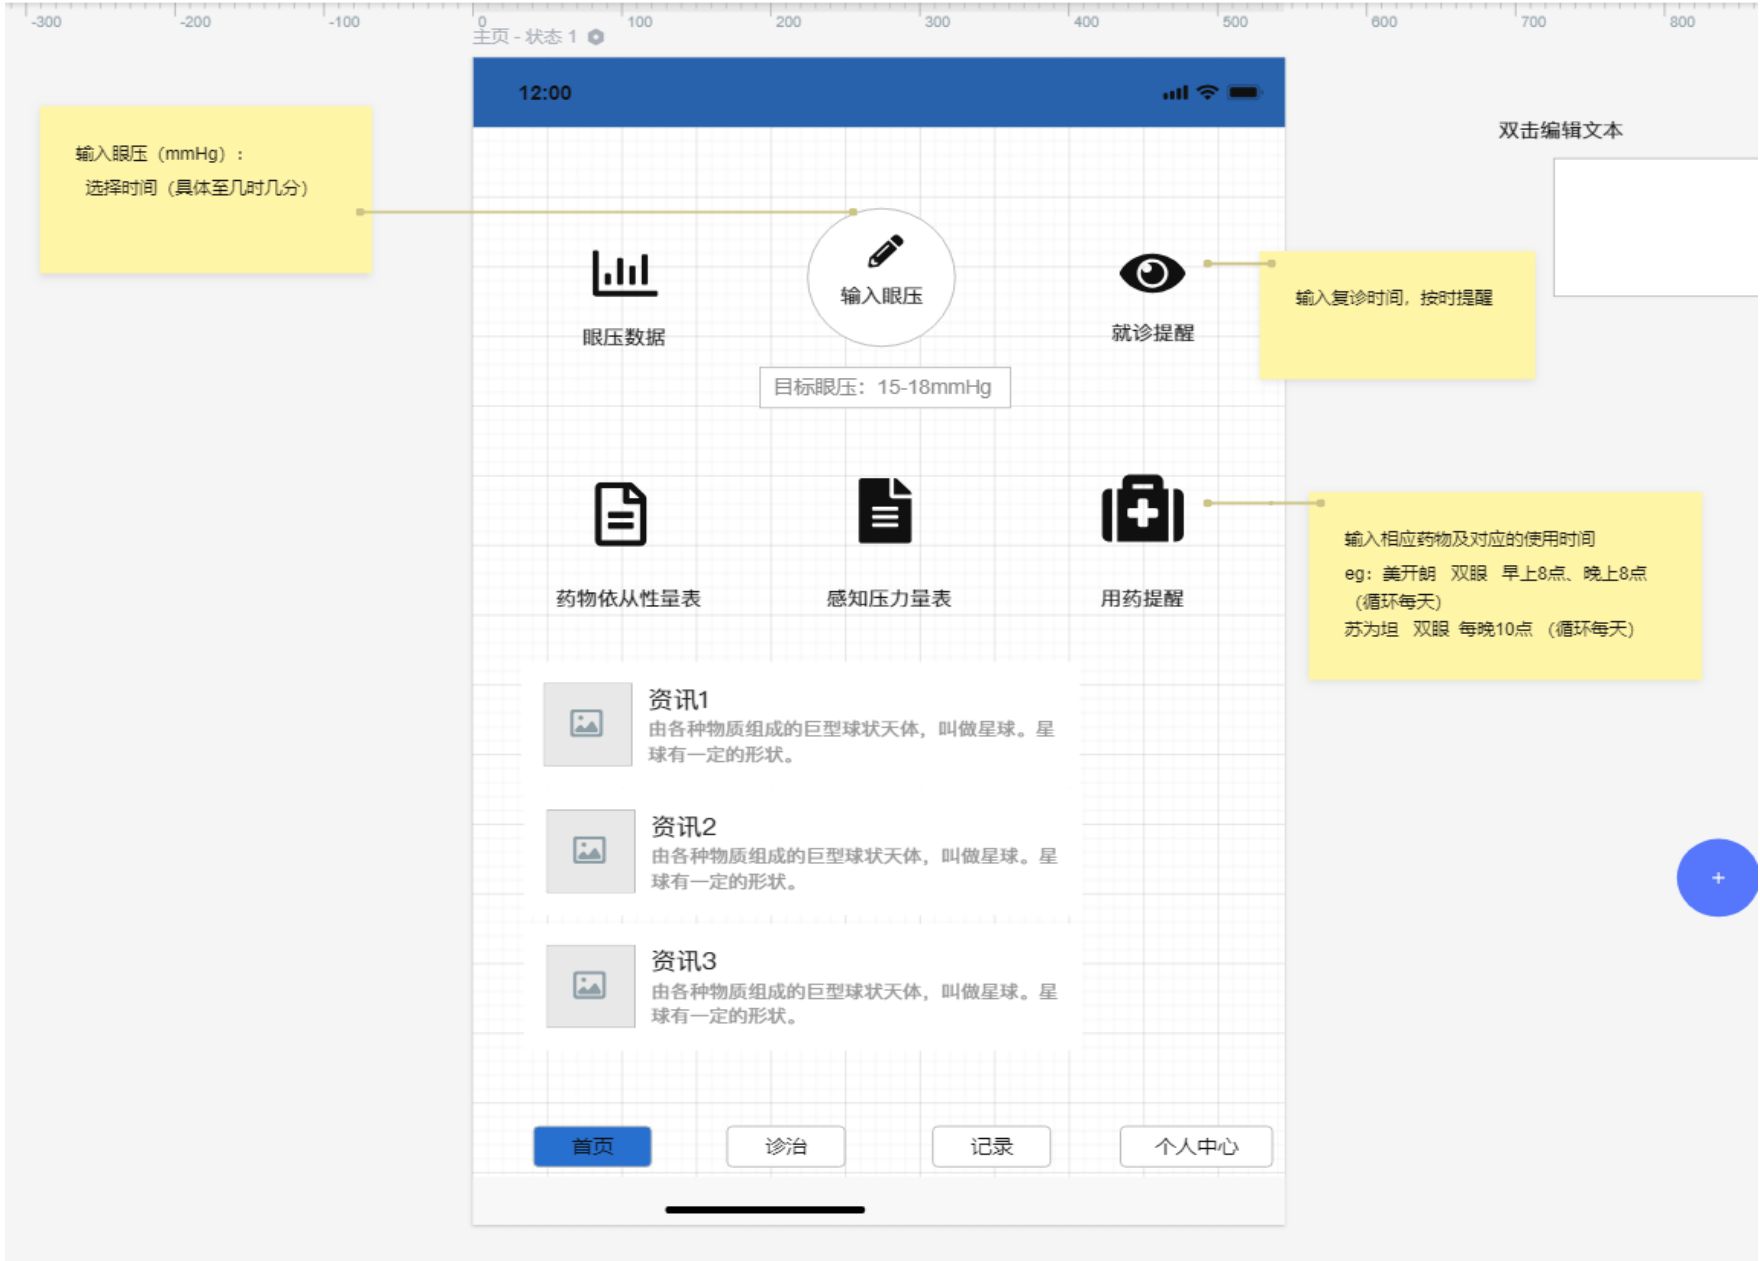 -300 -200 -100 0 100 200 300 400 500 600 700 800
主页 - 状态 1
12:00
双击编辑文本
输入眼压（mmHg）：
选择时间（具体至几时几分）
输入眼压
眼压数据
就诊提醒
输入复诊时间，按时提醒
目标眼压：15-18mmHg
药物依从性量表
感知压力量表
用药提醒
输入相应药物及对应的使用时间
eg：美开朗 双眼 早上8点、晚上8点
（循环每天）
苏为坦 双眼 每晚10点 （循环每天）
资讯1
由各种物质组成的巨型球状天体，叫做星球。星
球有一定的形状。
资讯2
由各种物质组成的巨型球状天体，叫做星球。星
球有一定的形状。
资讯3
由各种物质组成的巨型球状天体，叫做星球。星
球有一定的形状。
首页
诊治
记录
个人中心